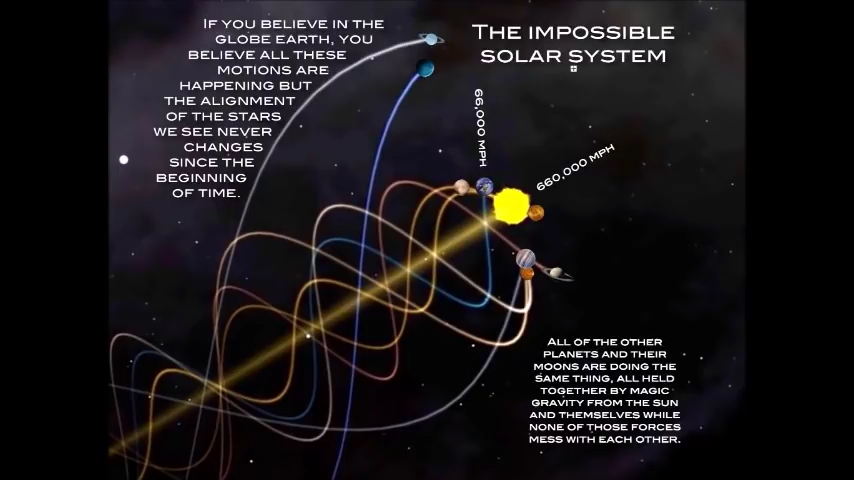 If you believe in the
globe Earth, you
believe all these
motions are
happening but
the alignment
of the stars
we see never
changes
since the
beginning
of time.
The impossible
solar system
66,000 mph
660,000 mph
All of the other
planets and their
moons are doing the
same thing, all held
together by magic
gravity from the sun
and themselves while
none of those forces
mess with each other.